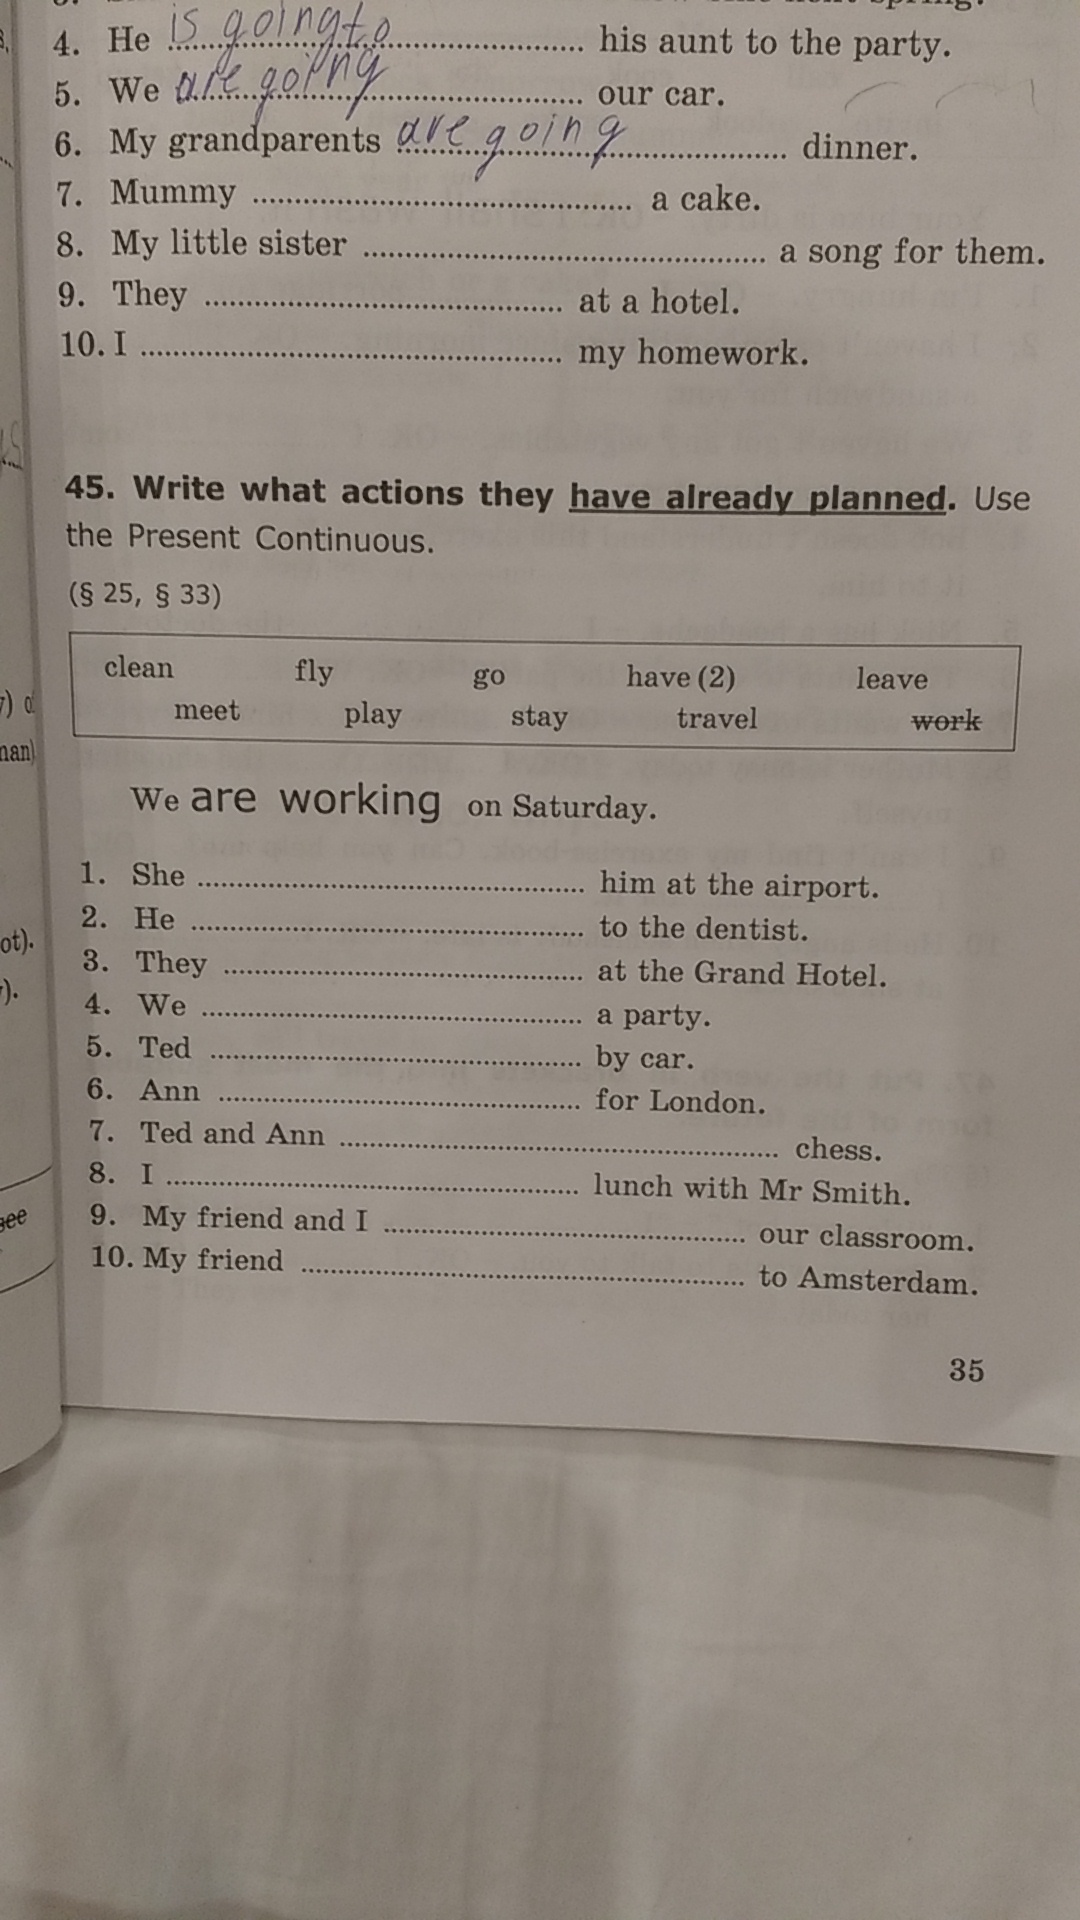 4. He is going to ........ his aunt to the party.
5. We are going ........ our car.
6. My grandparents are going ........ dinner.
7. Mummy ........ a cake.
8. My little sister ........ a song for them.
9. They ........ at a hotel.
10. I ........ my homework.
45. Write what actions they have already planned. Use
the Present Continuous.
(§ 25, § 33)
clean fly go have (2) leave
meet play stay travel work
We are working on Saturday.
1. She ........ him at the airport.
2. He ........ to the dentist.
3. They ........ at the Grand Hotel.
4. We ........ a party.
5. Ted ........ by car.
6. Ann ........ for London.
7. Ted and Ann ........ chess.
8. I ........ lunch with Mr Smith.
9. My friend and I ........ our classroom.
10. My friend ........ to Amsterdam.
35